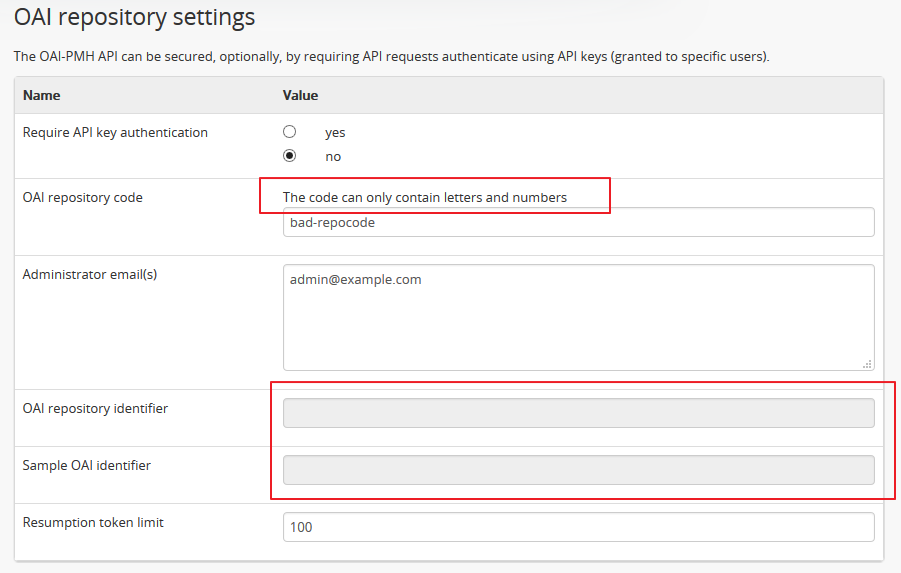 OAI repository settings
The OAI-PMH API can be secured, optionally, by requiring API requests authenticate using API keys (granted to specific users).
Name Value
Require API key authentication yes
no
OAI repository code The code can only contain letters and numbers
bad-repocode
Administrator email(s) admin@example.com
OAI repository identifier
Sample OAI identifier
Resumption token limit 100